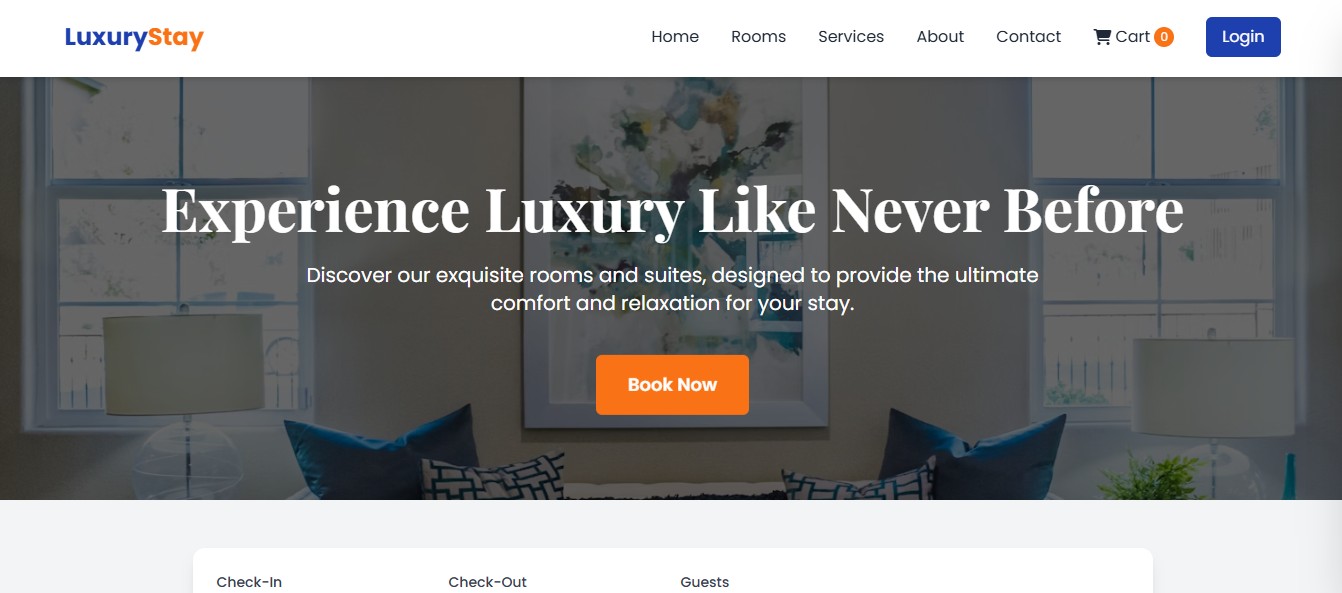 LuxuryStay
Home Rooms Services About Contact Cart 0 Login
Experience Luxury Like Never Before
Discover our exquisite rooms and suites, designed to provide the ultimate
comfort and relaxation for your stay.
Book Now
Check-In Check-Out Guests